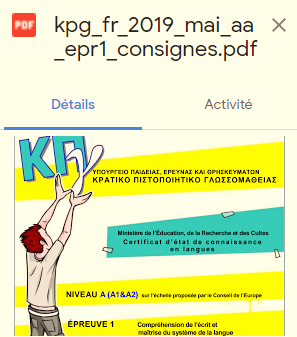 PDF
kpg_fr_2019_mai_aa
_epr1_consignes.pdf
Détails
Activité
ΚΠγ
ΥΠΟΥΡΓΕΙΟ ΠΑΙΔΕΙΑΣ, ΕΡΕΥΝΑΣ ΚΑΙ ΘΡΗΣΚΕΥΜΑΤΩΝ
ΚΡΑΤΙΚΟ ΠΙΣΤΟΠΟΙΗΤΙΚΟ ΓΛΩΣΣΟΜΑΘΕΙΑΣ
Ministère de l'Éducation, de la Recherche et des Cultes
Certificat d'état de connaissance
en langues
NIVEAU A (A1&A2) sur l'échelle proposée par le Conseil de l'Europe
ÉPREUVE 1
Compréhension de l'écrit et
maîtrise du système de la langue